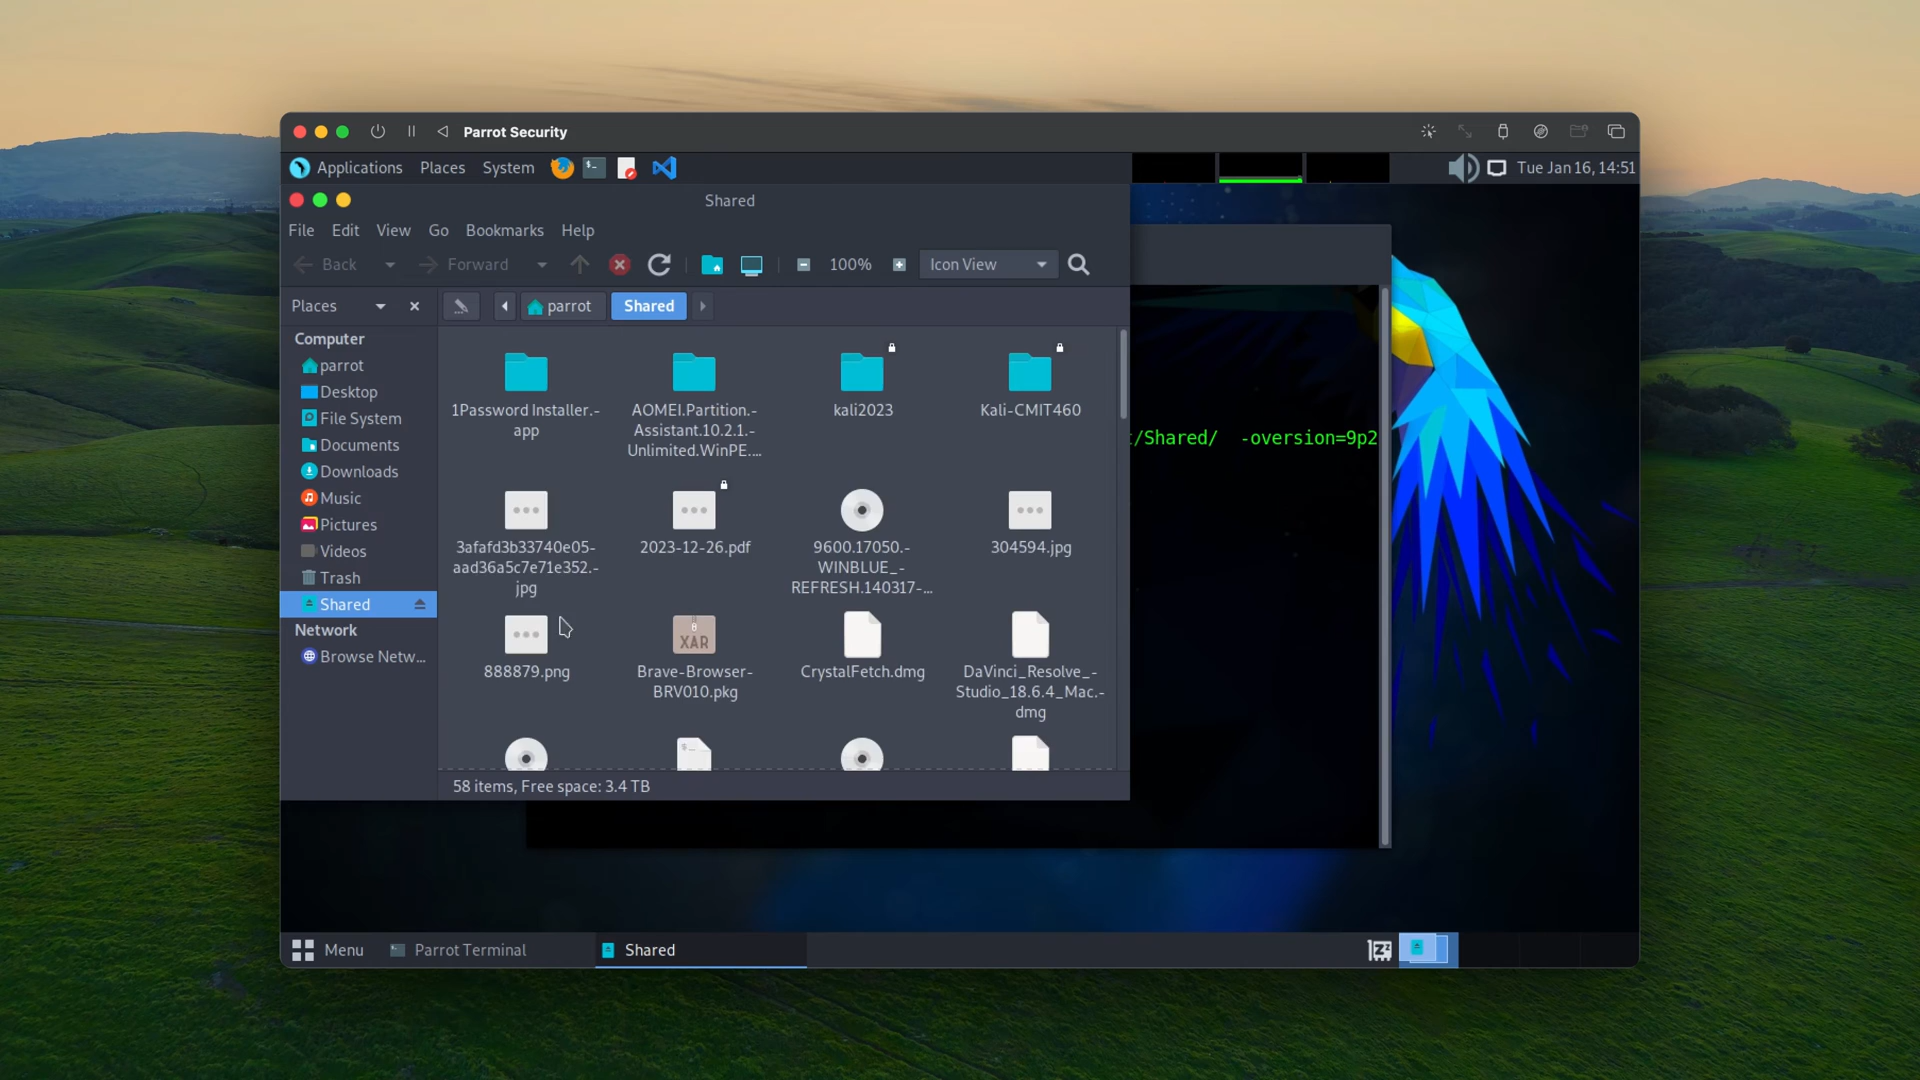 Parrot Security
Applications Places System
Tue Jan 16, 14:51
Shared
File Edit View Go Bookmarks Help
Back Forward 100% Icon View
Places
parrot Shared
Computer
parrot
Desktop
File System
Documents
Downloads
Music
Pictures
Videos
Trash
Shared
Network
Browse Netw...
1Password Installer.-
app
AOMEI.Partition.-
Assistant.10.2.1.-
Unlimited.WinPE....
kali2023
Kali-CMIT460
3afafd3b33740e05-
aad36a5c7e71e352.-
jpg
2023-12-26.pdf
9600.17050.-
WINBLUE_-
REFRESH.140317-...
304594.jpg
888879.png
XAR
Brave-Browser-
BRV010.pkg
CrystalFetch.dmg
DaVinci_Resolve_-
Studio_18.6.4_Mac.-
dmg
58 items, Free space: 3.4 TB
/Shared/ -oversion=9p2
Menu Parrot Terminal Shared